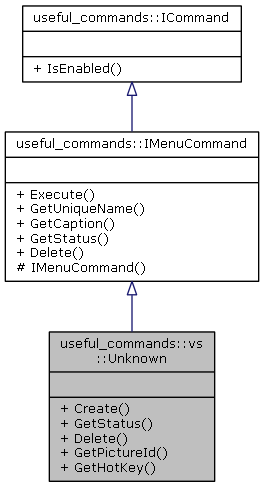 useful_commands::ICommand
+ IsEnabled()
useful_commands::IMenuCommand
+ Execute()
+ GetUniqueName()
+ GetCaption()
+ GetStatus()
+ Delete()
# IMenuCommand()
useful_commands::vs
::Unknown
+ Create()
+ GetStatus()
+ Delete()
+ GetPictureId()
+ GetHotKey()